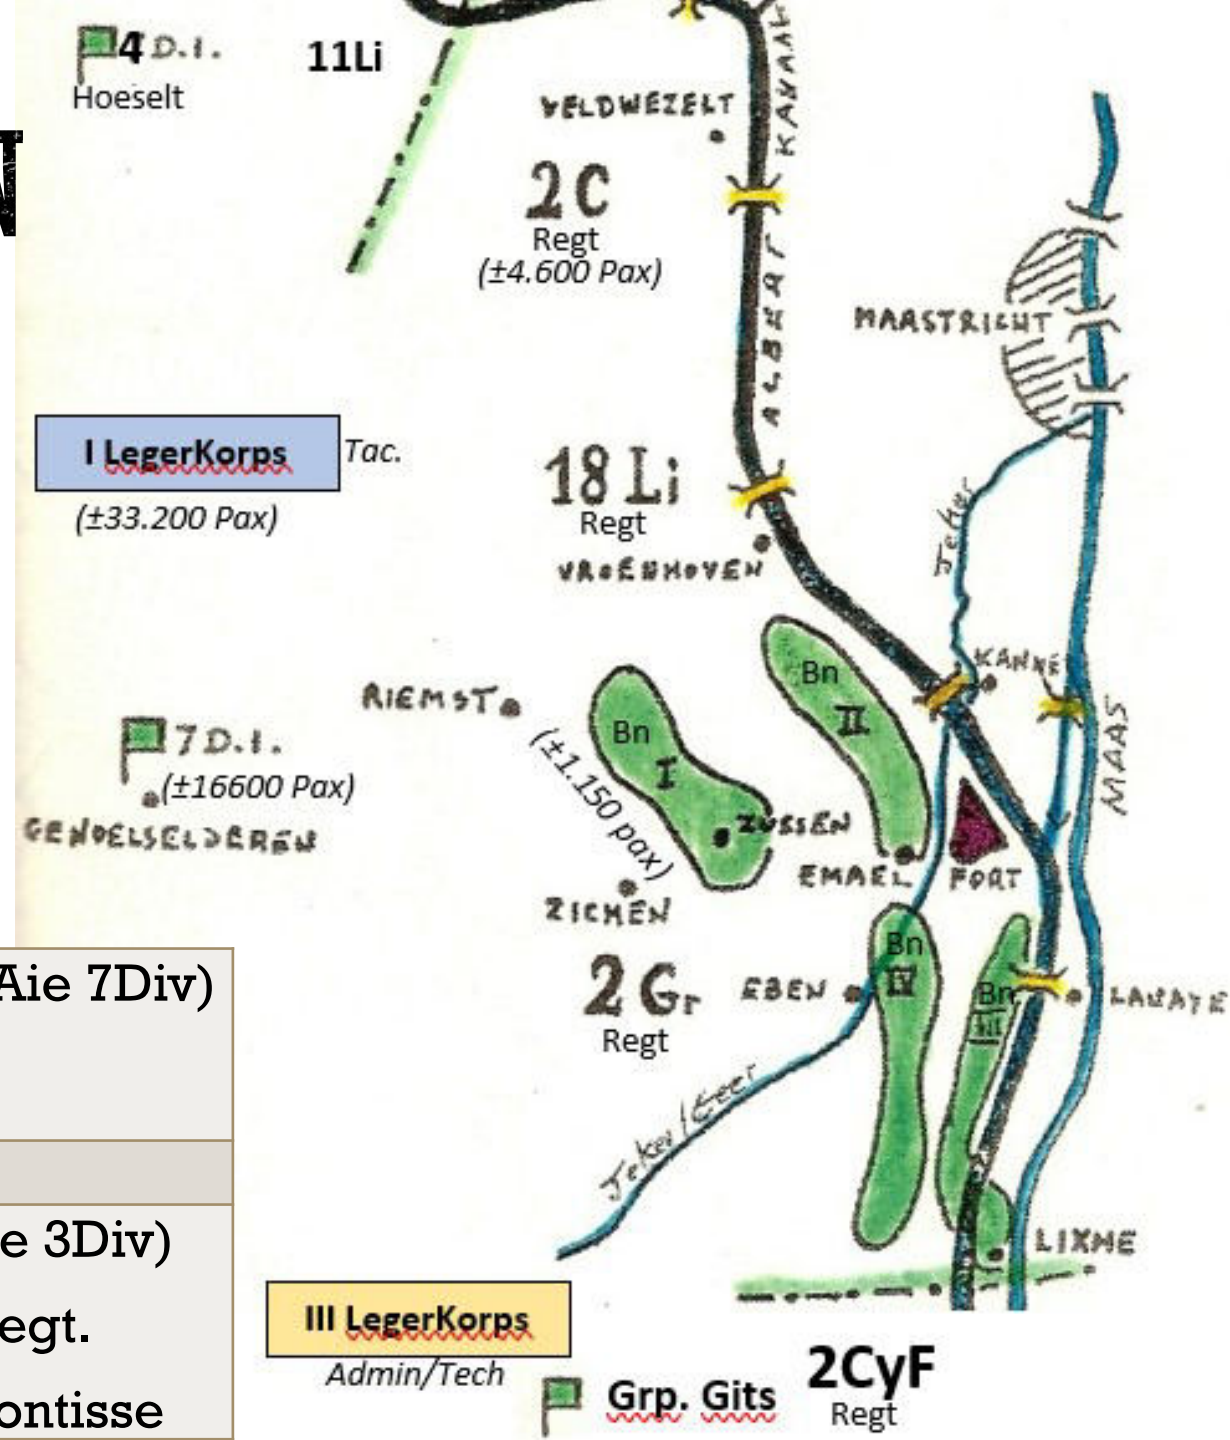 4 D.I.
Hoeselt
11Li
VELDWEZELT
2C
Regt
(±4.600 Pax)
ALBERT KANAAL
MAASTRICHT
I LegerKorps
Tac.
(±33.200 Pax)
18 Li
Regt
VROENHOVEN
Jeker
KANNE
RIEMST
Bn
I
Bn
II
7 D.I.
(±16600 Pax)
(±1.150 pax)
MAAS
ZUSSEN
EMAEL
FORT
ZICHEN
2Gr
Regt
EBEN
Bn
IV
Bn
III
LANAYE
Aie 7Div)
Jeker/Geer
LIXHE
e 3Div)
egt.
ontisse
III LegerKorps
Admin/Tech
Grp. Gits
2CyF
Regt